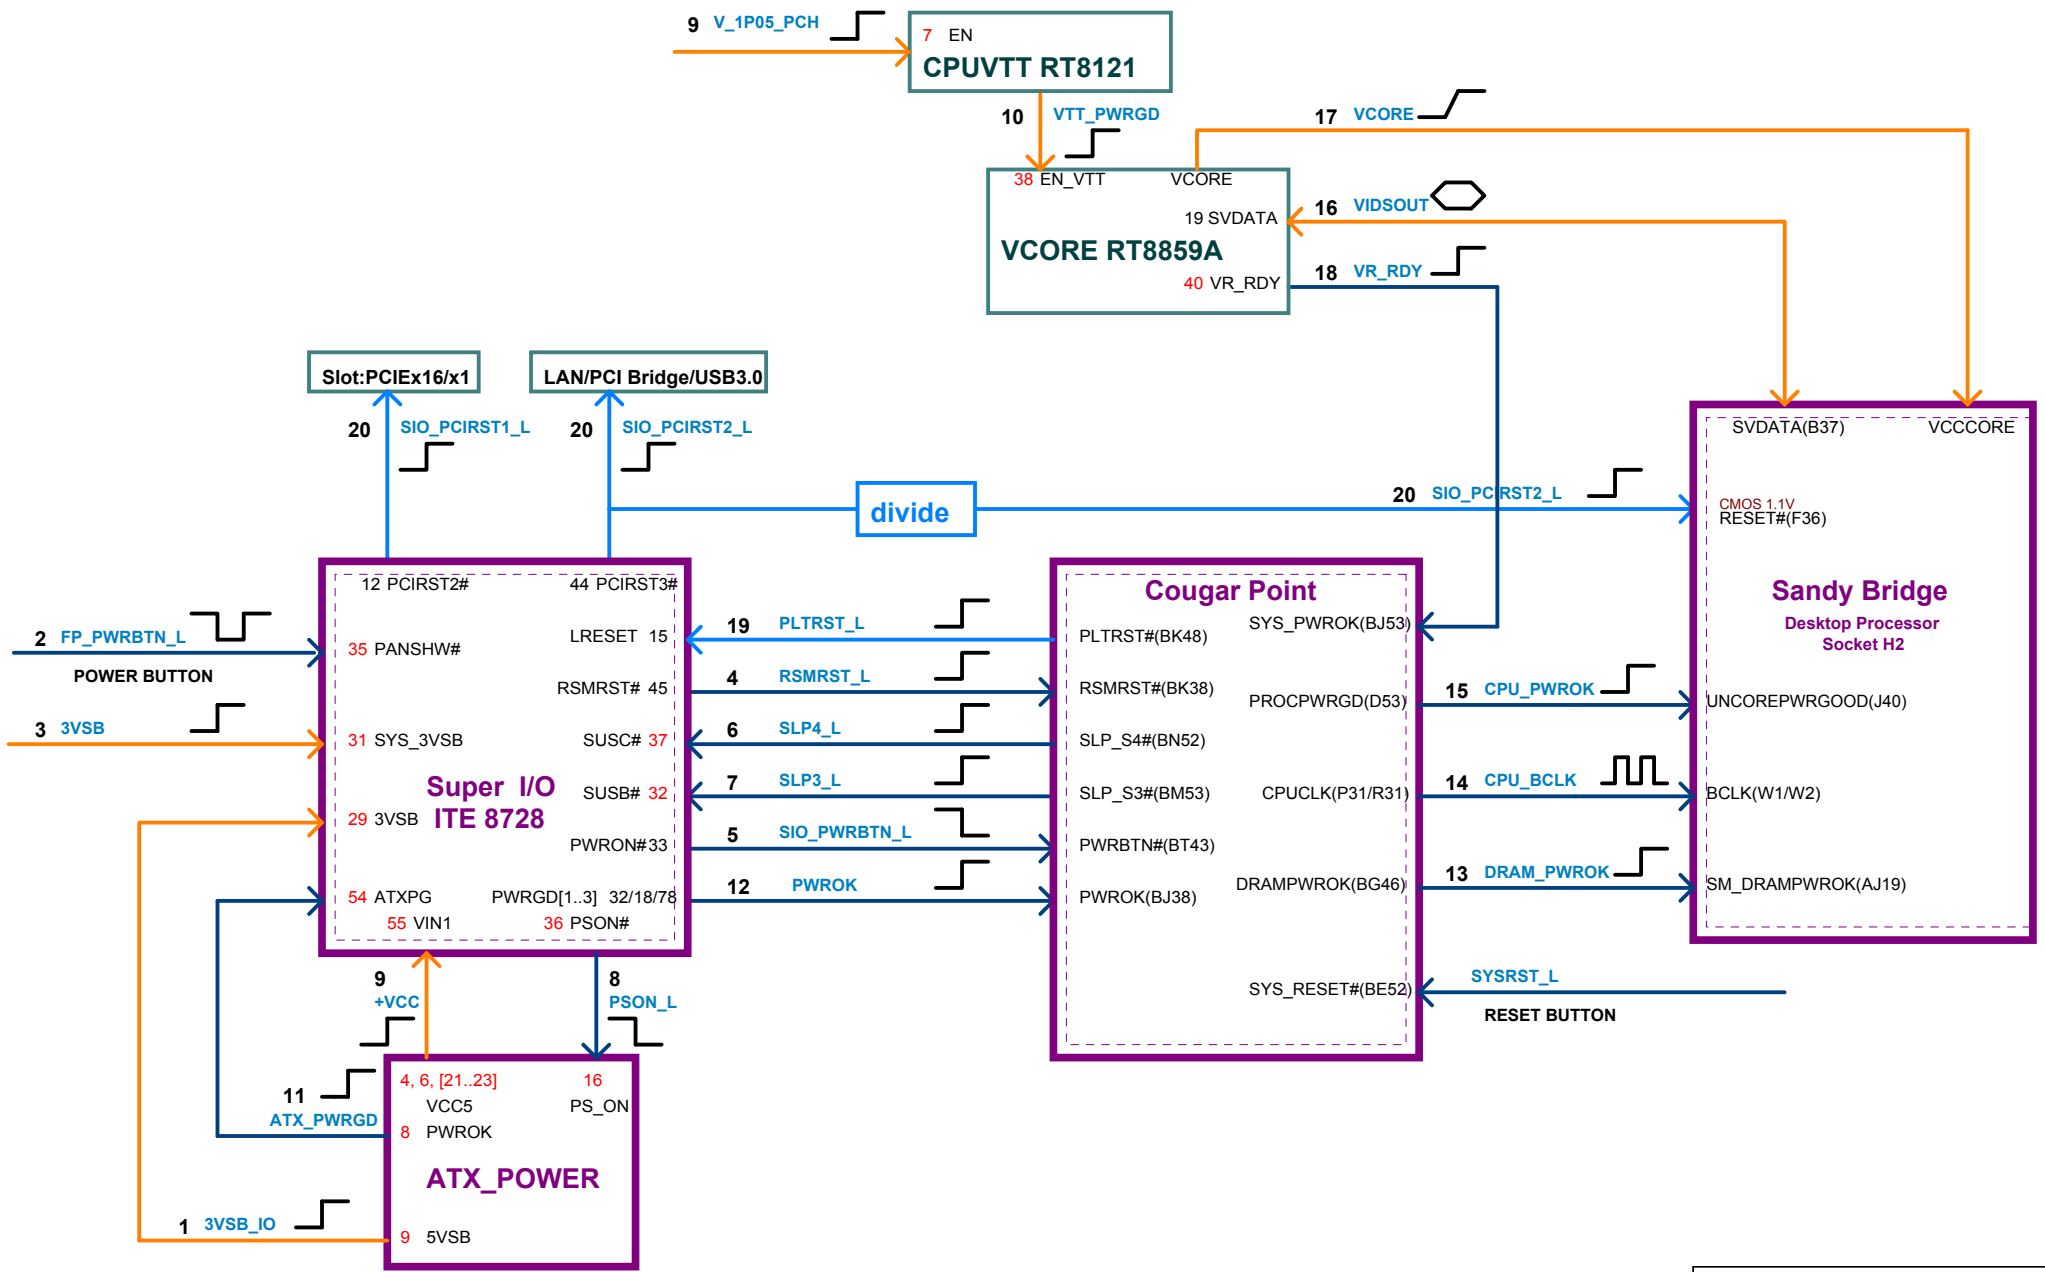 9 V_1P05_PCH
7 EN
CPUVTT RT8121
10 VTT_PWRGD
17 VCORE
38 EN_VTT
VCORE
19 SVDATA
16 VIDSOUT
VCORE RT8859A
40 VR_RDY
18 VR_RDY
Slot:PCIEx16/x1
LAN/PCI Bridge/USB3.0
20 SIO_PCIRST1_L
20 SIO_PCIRST2_L
divide
20 SIO_PCIRST2_L
SVDATA(B37)
VCCCORE
CMOS 1.1V
RESET#(F36)
Sandy Bridge
Desktop Processor
Socket H2
UNCOREPWRGOOD(J40)
BCLK(W1/W2)
SM_DRAMPWROK(AJ19)
12 PCIRST2#
44 PCIRST3#
2 FP_PWRBTN_L
POWER BUTTON
35 PANSHW#
LRESET 15
RSMRST# 45
3 3VSB
31 SYS_3VSB
SUSC# 37
Super I/O
ITE 8728
SUSB# 32
29 3VSB
PWRON# 33
54 ATXPG
PWRGD[1..3] 32/18/78
55 VIN1
36 PSON#
19 PLTRST_L
4 RSMRST_L
6 SLP4_L
7 SLP3_L
5 SIO_PWRBTN_L
12 PWROK
Cougar Point
PLTRST#(BK48)
SYS_PWROK(BJ53)
RSMRST#(BK38)
PROCPWRGD(D53)
SLP_S4#(BN52)
SLP_S3#(BM53)
CPUCLK(P31/R31)
PWRBTN#(BT43)
DRAMPWROK(BG46)
PWROK(BJ38)
SYS_RESET#(BE52)
15 CPU_PWROK
14 CPU_BCLK
13 DRAM_PWROK
SYSRST_L
RESET BUTTON
9
+VCC
8
PSON_L
4, 6, [21..23]
VCC5
16
PS_ON
11
ATX_PWRGD
8 PWROK
ATX_POWER
1 3VSB_IO
9 5VSB